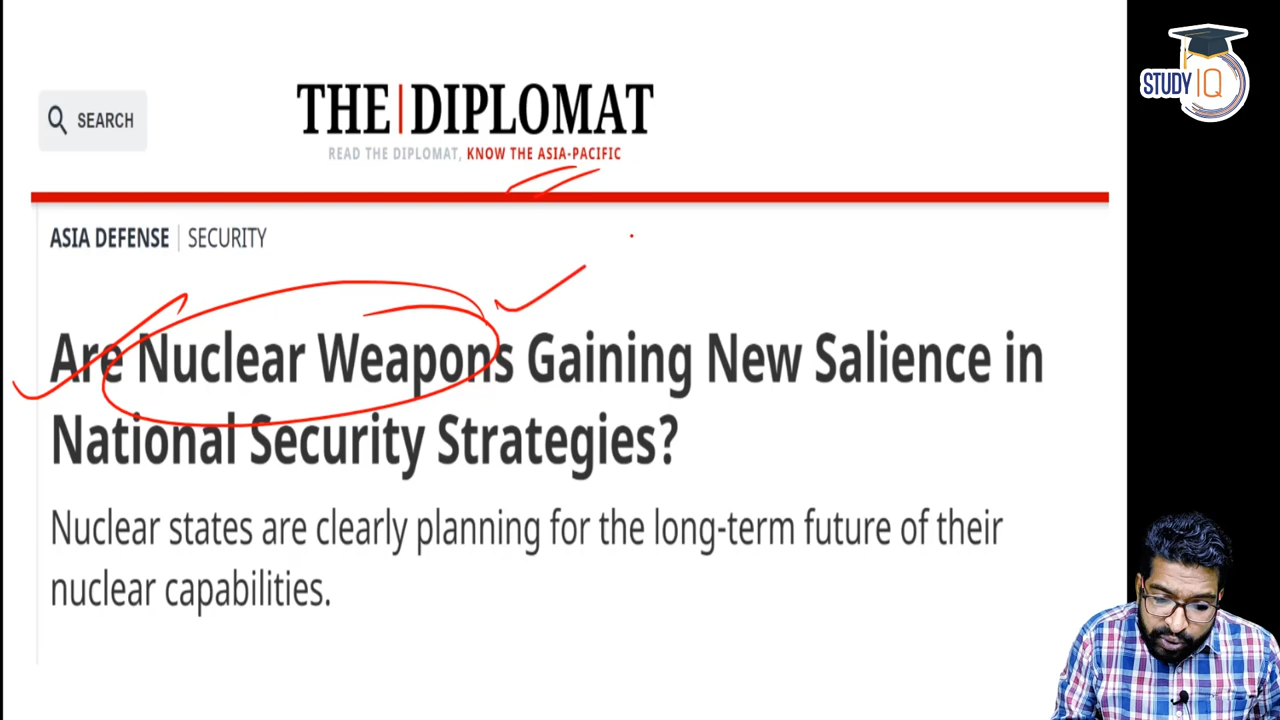 STUDY IQ
SEARCH
THE|DIPLOMAT
READ THE DIPLOMAT, KNOW THE ASIA-PACIFIC
ASIA DEFENSE | SECURITY
Are Nuclear Weapons Gaining New Salience in
National Security Strategies?
Nuclear states are clearly planning for the long-term future of their
nuclear capabilities.